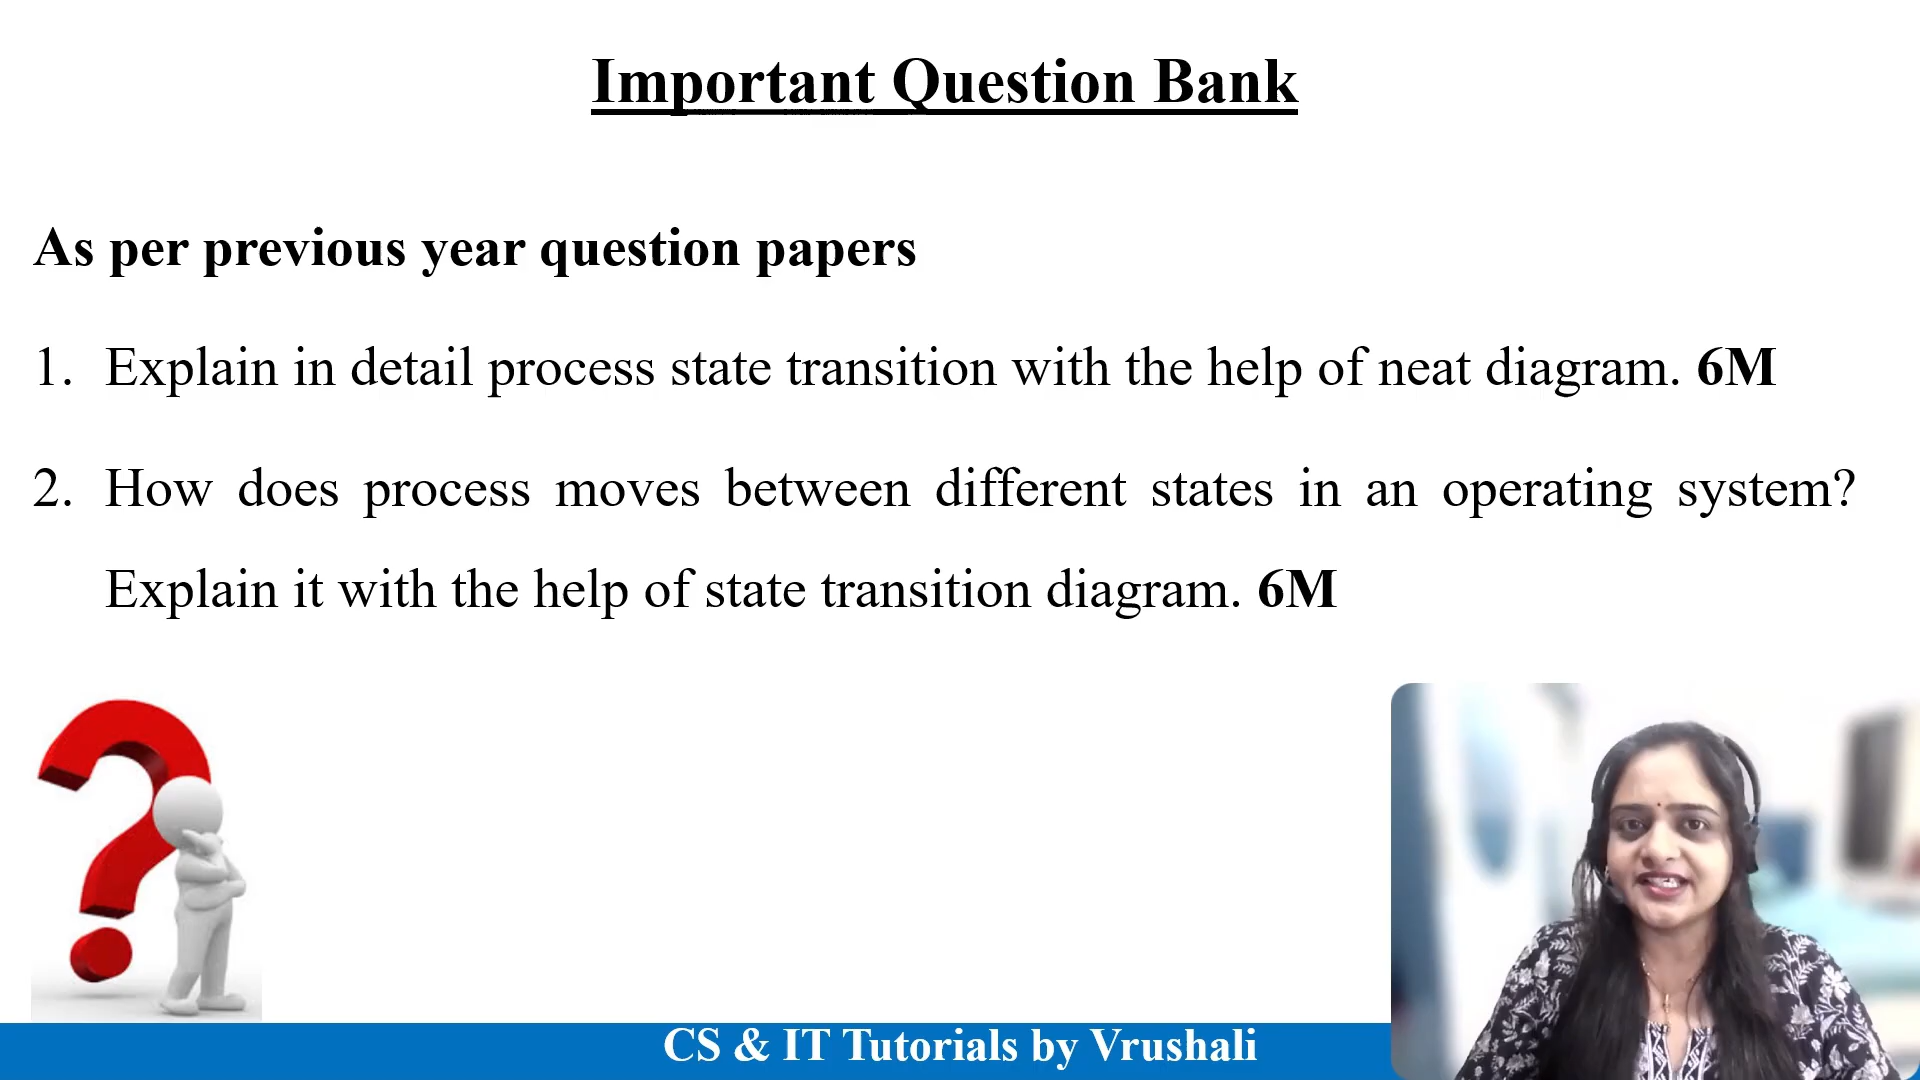 Important Question Bank
As per previous year question papers
1. Explain in detail process state transition with the help of neat diagram. 6M
2. How does process moves between different states in an operating system?
Explain it with the help of state transition diagram. 6M
CS & IT Tutorials by Vrushali